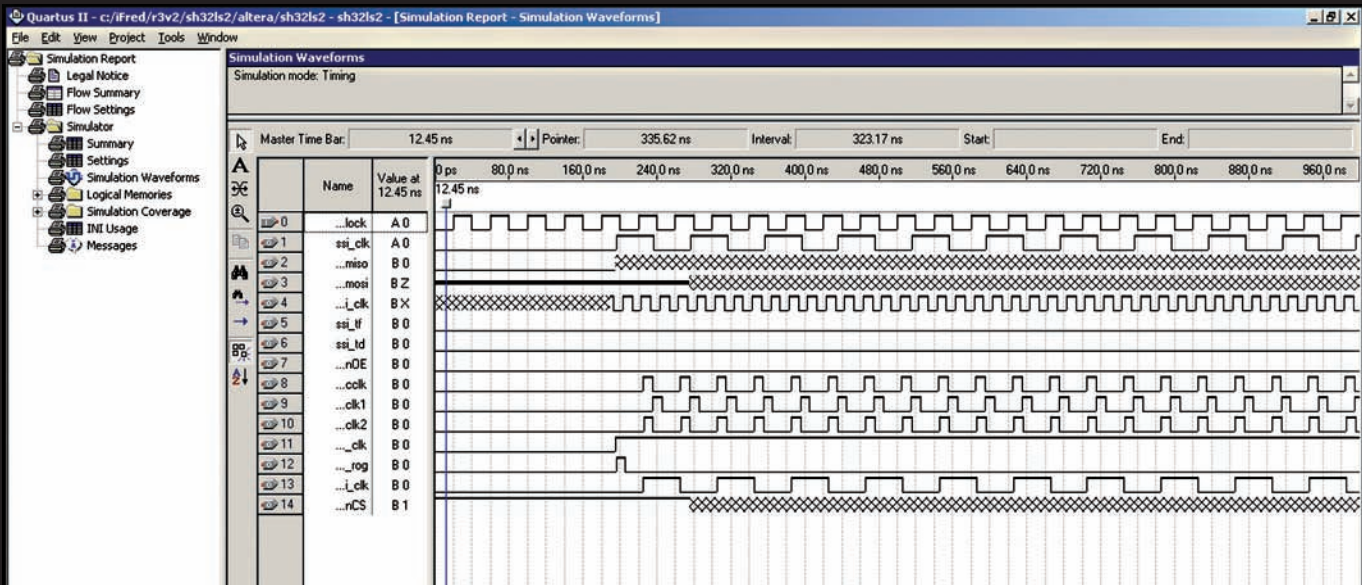 Quartus II - c:/iFred/r3v2/sh32ls2/altera/sh32ls2 - sh32ls2 - [Simulation Report - Simulation Waveforms]
File Edit View Project Tools Window
Simulation Report
Legal Notice
Flow Summary
Flow Settings
Simulator
Summary
Settings
Simulation Waveforms
Logical Memories
Simulation Coverage
INI Usage
Messages
Simulation Waveforms
Simulation mode: Timing
Master Time Bar: 12.45 ns Pointer: 335.62 ns Interval: 323.17 ns Start: End:
Name Value at 12.45 ns
0 ps 80.0 ns 160.0 ns 240.0 ns 320.0 ns 400.0 ns 480.0 ns 560.0 ns 640.0 ns 720.0 ns 800.0 ns 880.0 ns 960.0 ns
12.45 ns
0 ...lock A 0
1 ssi_clk A 0
2 ...miso B 0
3 ...mosi B Z
4 ...i_clk B X
5 ssi_tf B 0
6 ssi_td B 0
7 ...nOE B 0
8 ...cclk B 0
9 ...clk1 B 0
10 ...clk2 B 0
11 ..._clk B 0
12 ..._rog B 0
13 ...i_clk B 0
14 ...nCS B 1